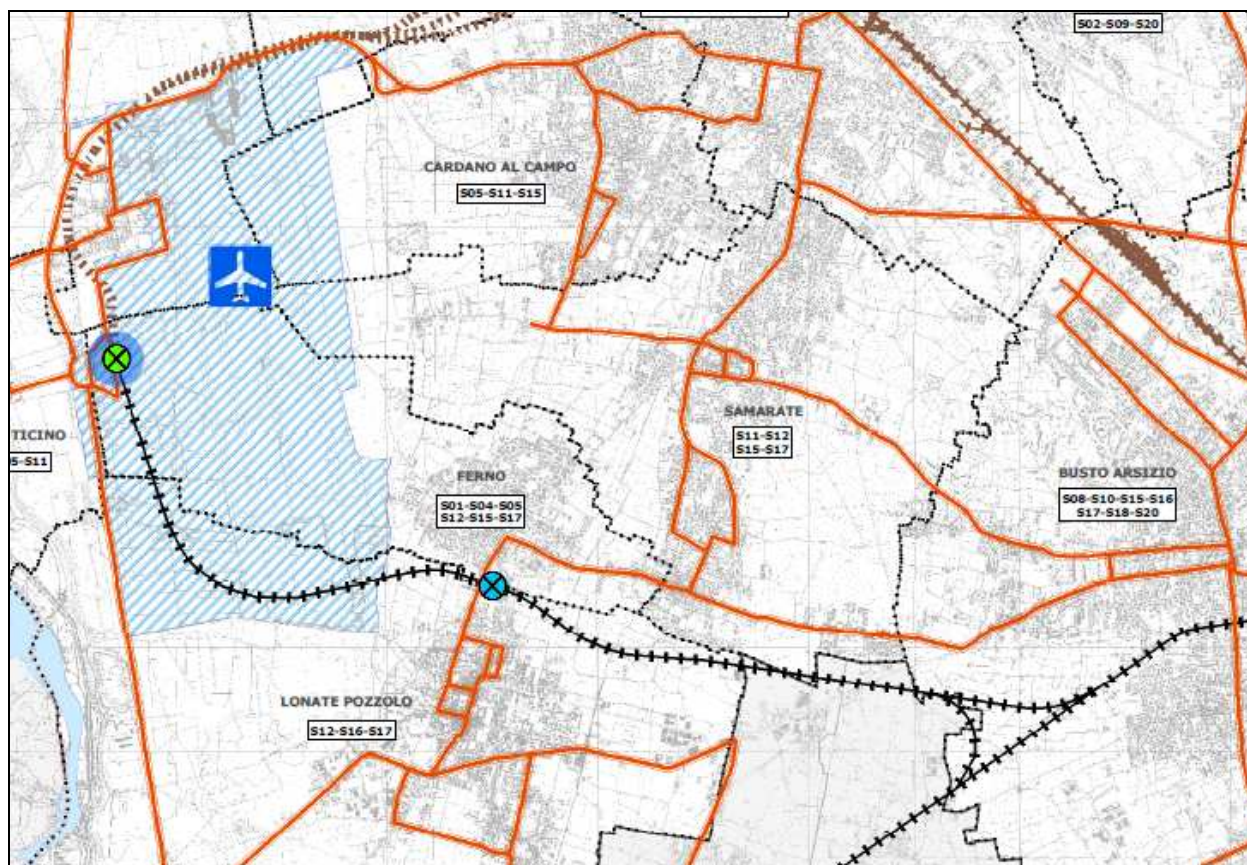 S02-S09-S20
CARDANO AL CAMPO
S05-S11-S15
SAMARATE
S11-S12
S15-S17
TICINO
S11
FERNO
S01-S04-S05
S12-S15-S17
BUSTO ARSIZIO
S08-S10-S15-S16
S17-S18-S20
LONATE POZZOLO
S12-S16-S17